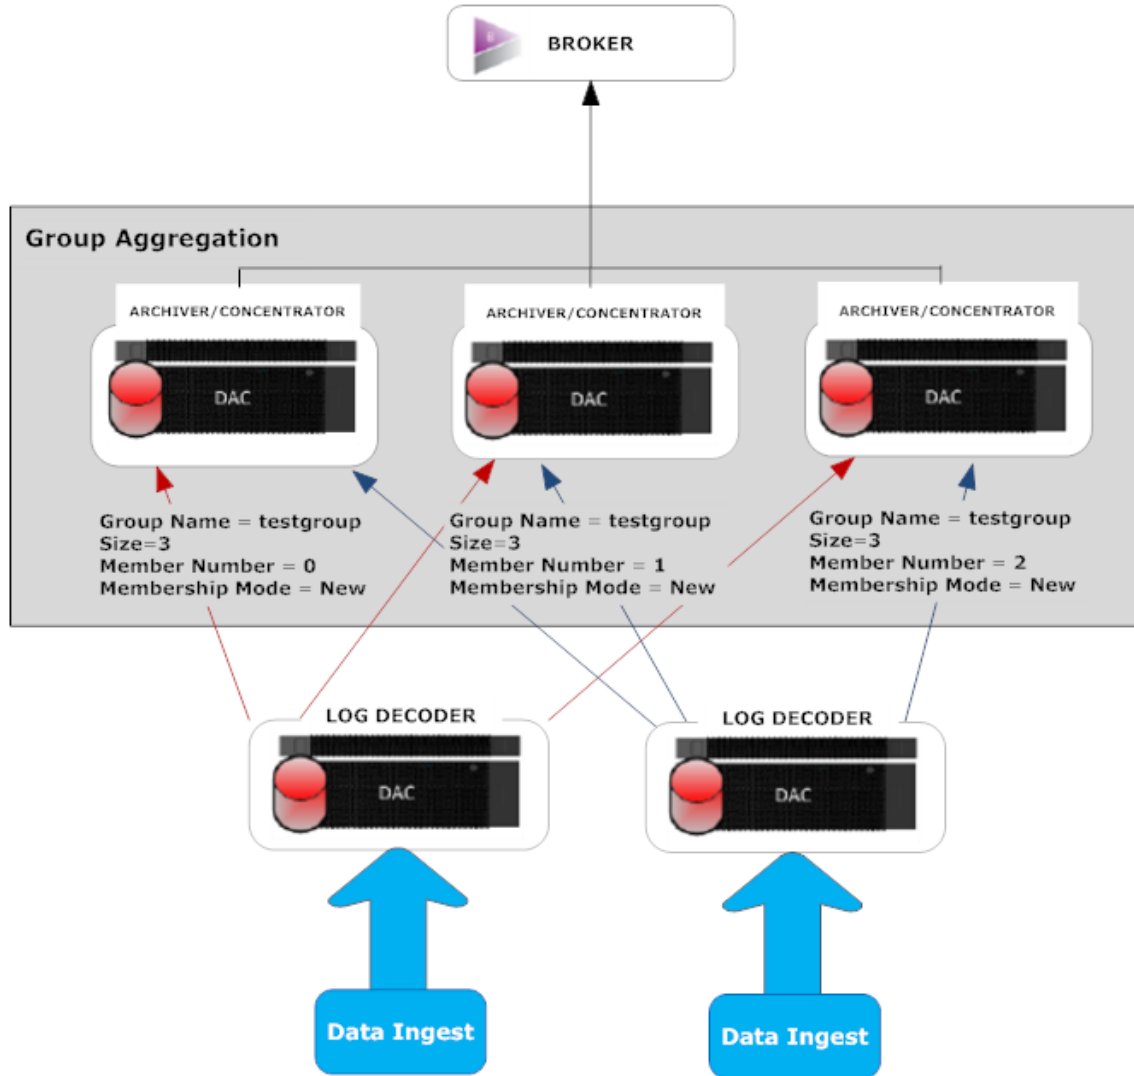 BROKER
Group Aggregation
ARCHIVER/CONCENTRATOR
ARCHIVER/CONCENTRATOR
ARCHIVER/CONCENTRATOR
DAC
DAC
DAC
Group Name = testgroup
Size=3
Member Number = 0
Membership Mode = New
Group Name = testgroup
Size=3
Member Number = 1
Membership Mode = New
Group Name = testgroup
Size=3
Member Number = 2
Membership Mode = New
LOG DECODER
LOG DECODER
DAC
DAC
Data Ingest
Data Ingest